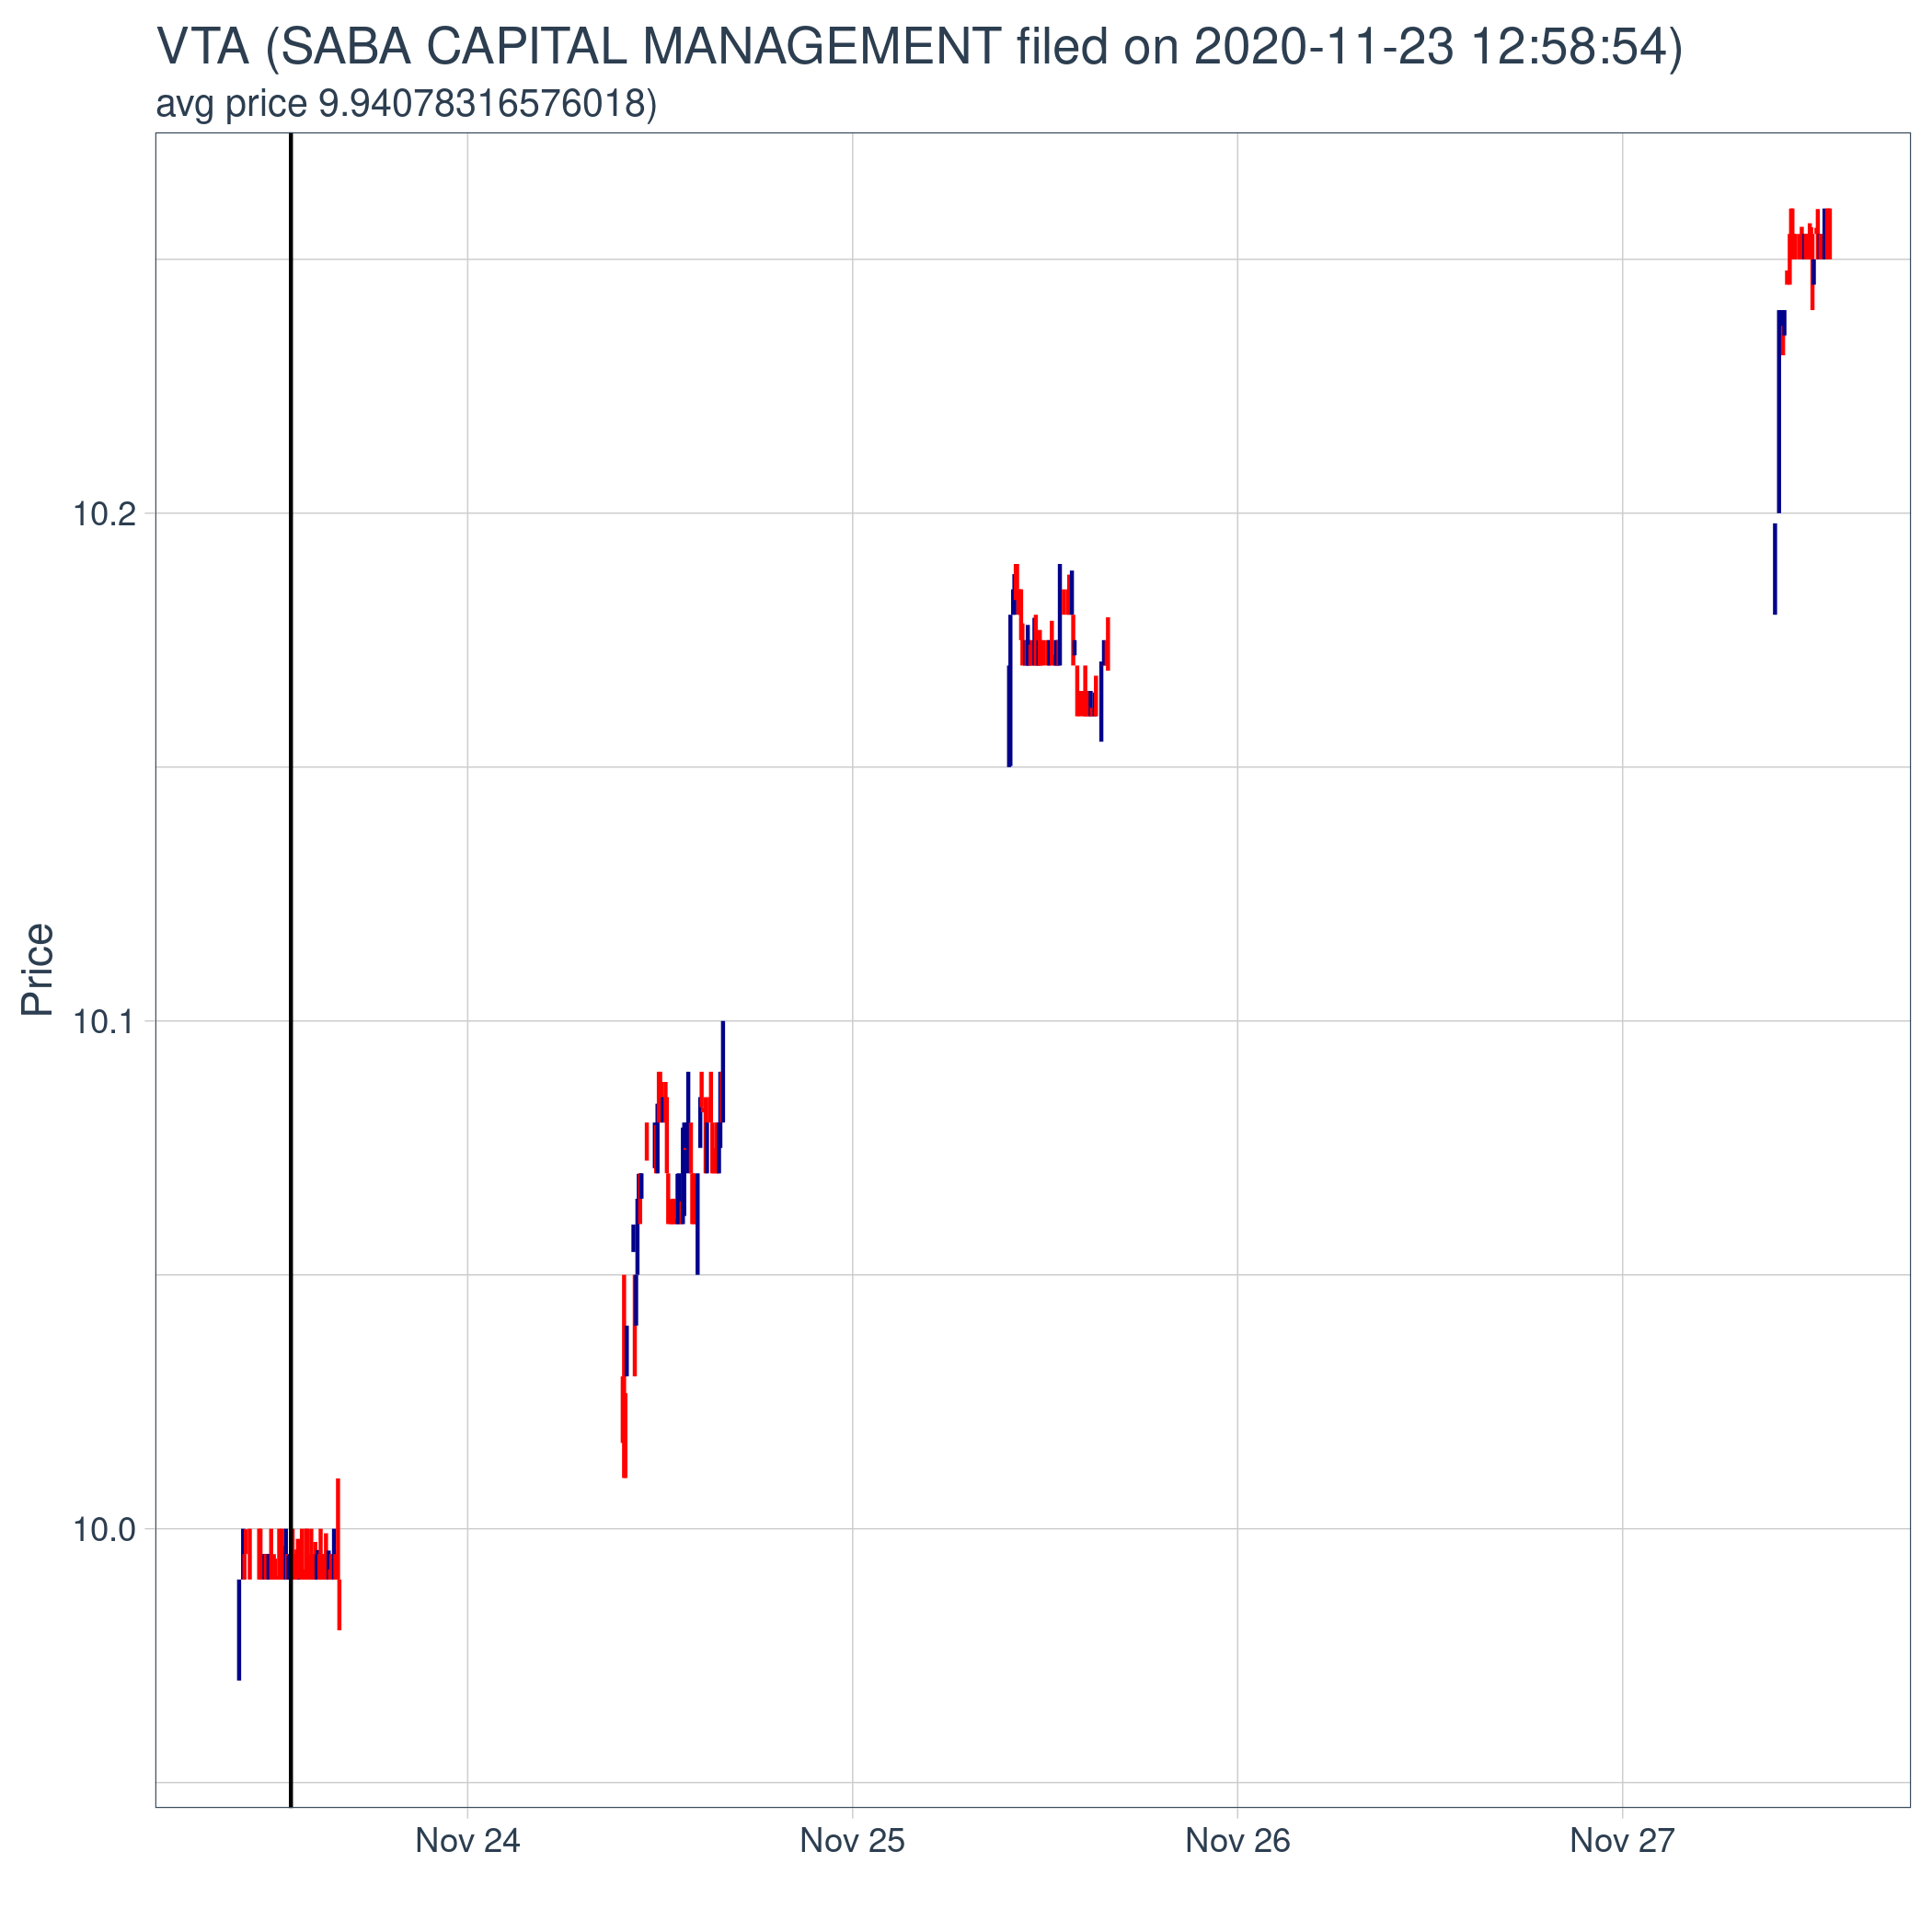 VTA (SABA CAPITAL MANAGEMENT filed on 2020-11-23 12:58:54)
avg price 9.94078316576018)
10.2
10.1
10.0
Price
Nov 24 Nov 25 Nov 26 Nov 27